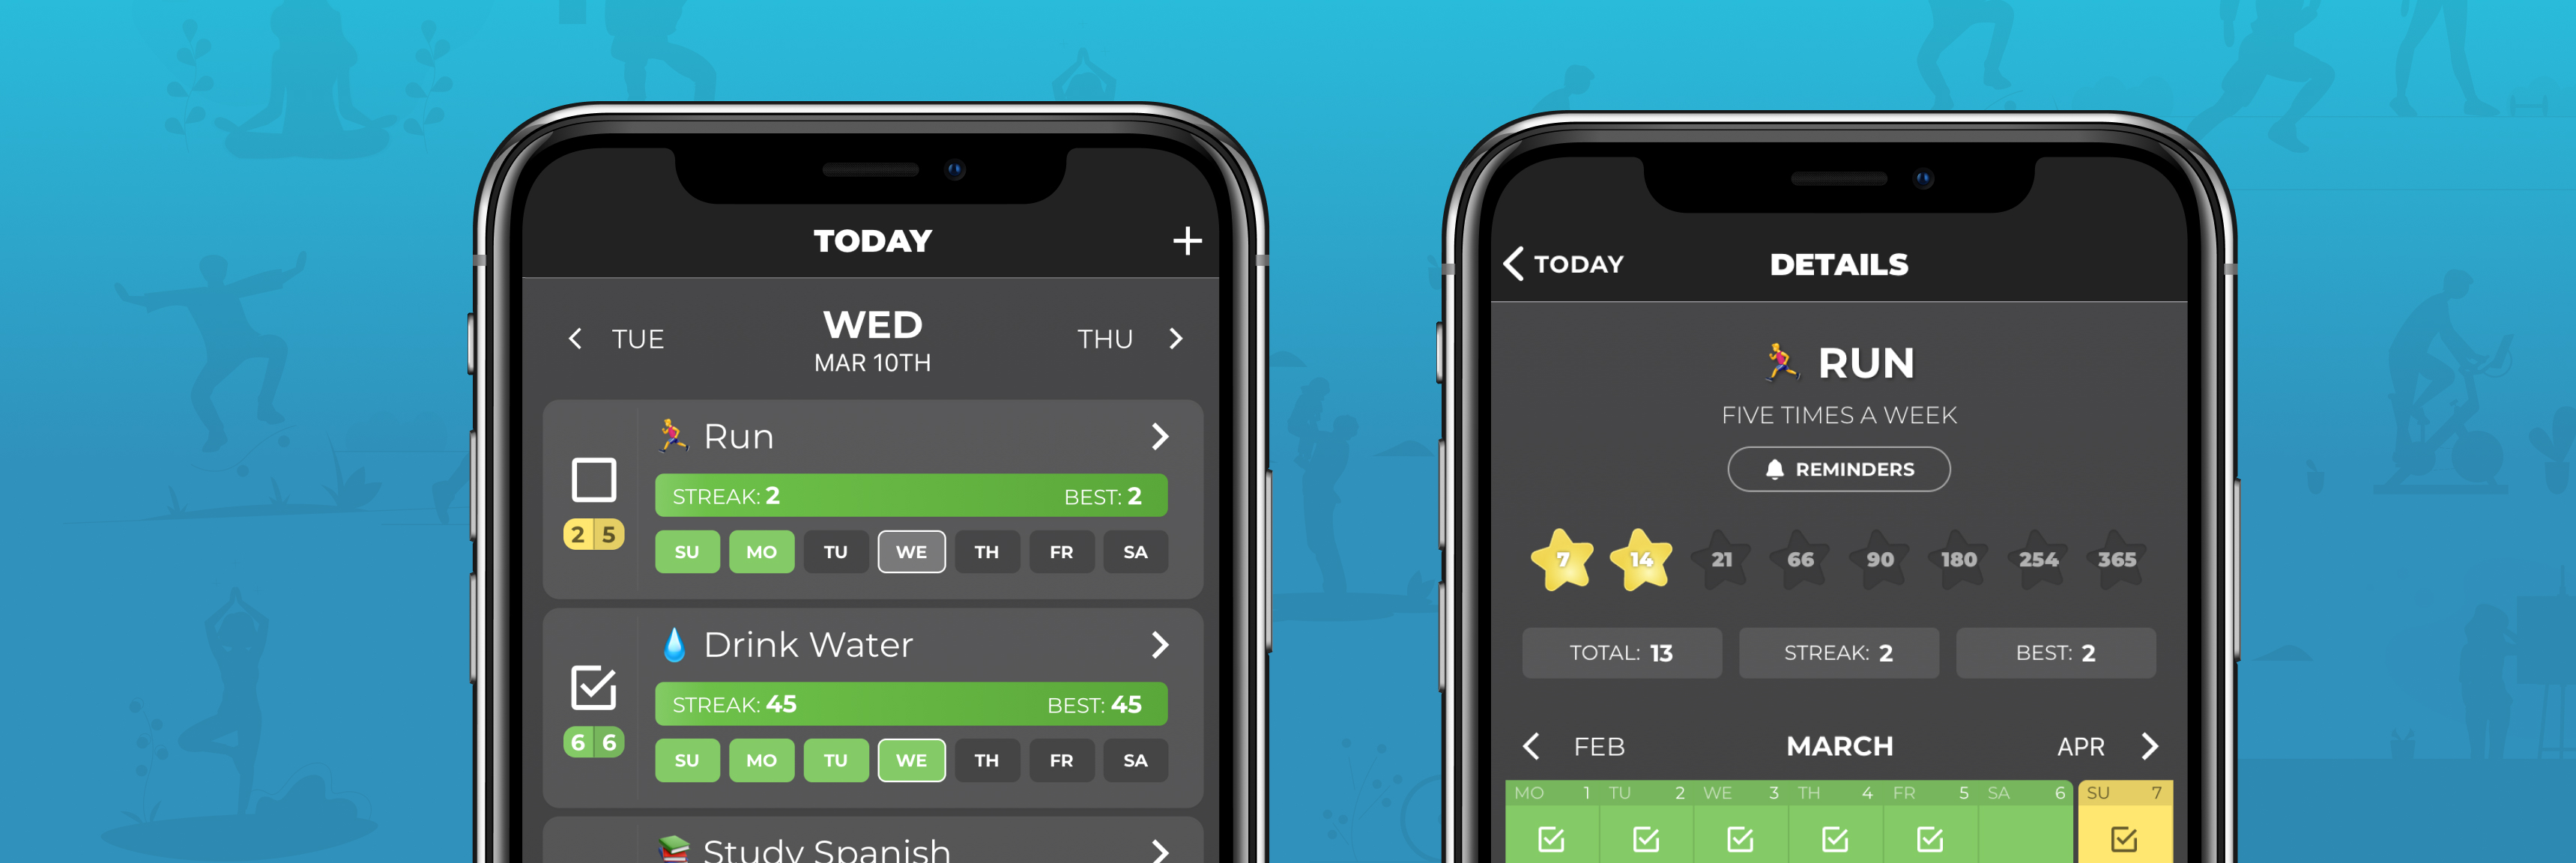 TODAY
TUE WED THU
MAR 10TH
Run
STREAK: 2 BEST: 2
2 5
SU MO TU WE TH FR SA
Drink Water
STREAK: 45 BEST: 45
6 6
SU MO TU WE TH FR SA
Study Spanish
TODAY DETAILS
RUN
FIVE TIMES A WEEK
REMINDERS
7 14 21 66 90 180 254 365
TOTAL: 13 STREAK: 2 BEST: 2
FEB MARCH APR
MO 1 TU 2 WE 3 TH 4 FR 5 SA 6 SU 7